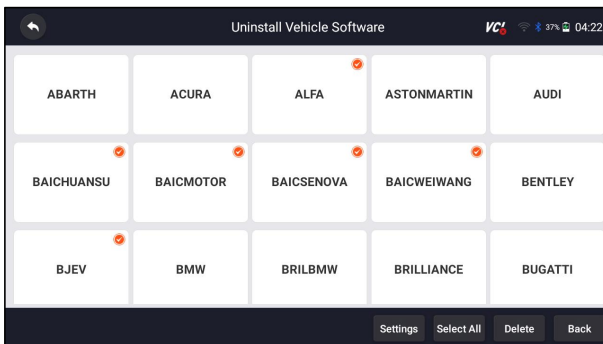 Uninstall Vehicle Software
VCI
37%
04:22
ABARTH
ACURA
ALFA
ASTONMARTIN
AUDI
BAICHUANSU
BAICMOTOR
BAICSENOVA
BAICWEIWANG
BENTLEY
BJEV
BMW
BRILBMW
BRILLIANCE
BUGATTI
Settings
Select All
Delete
Back